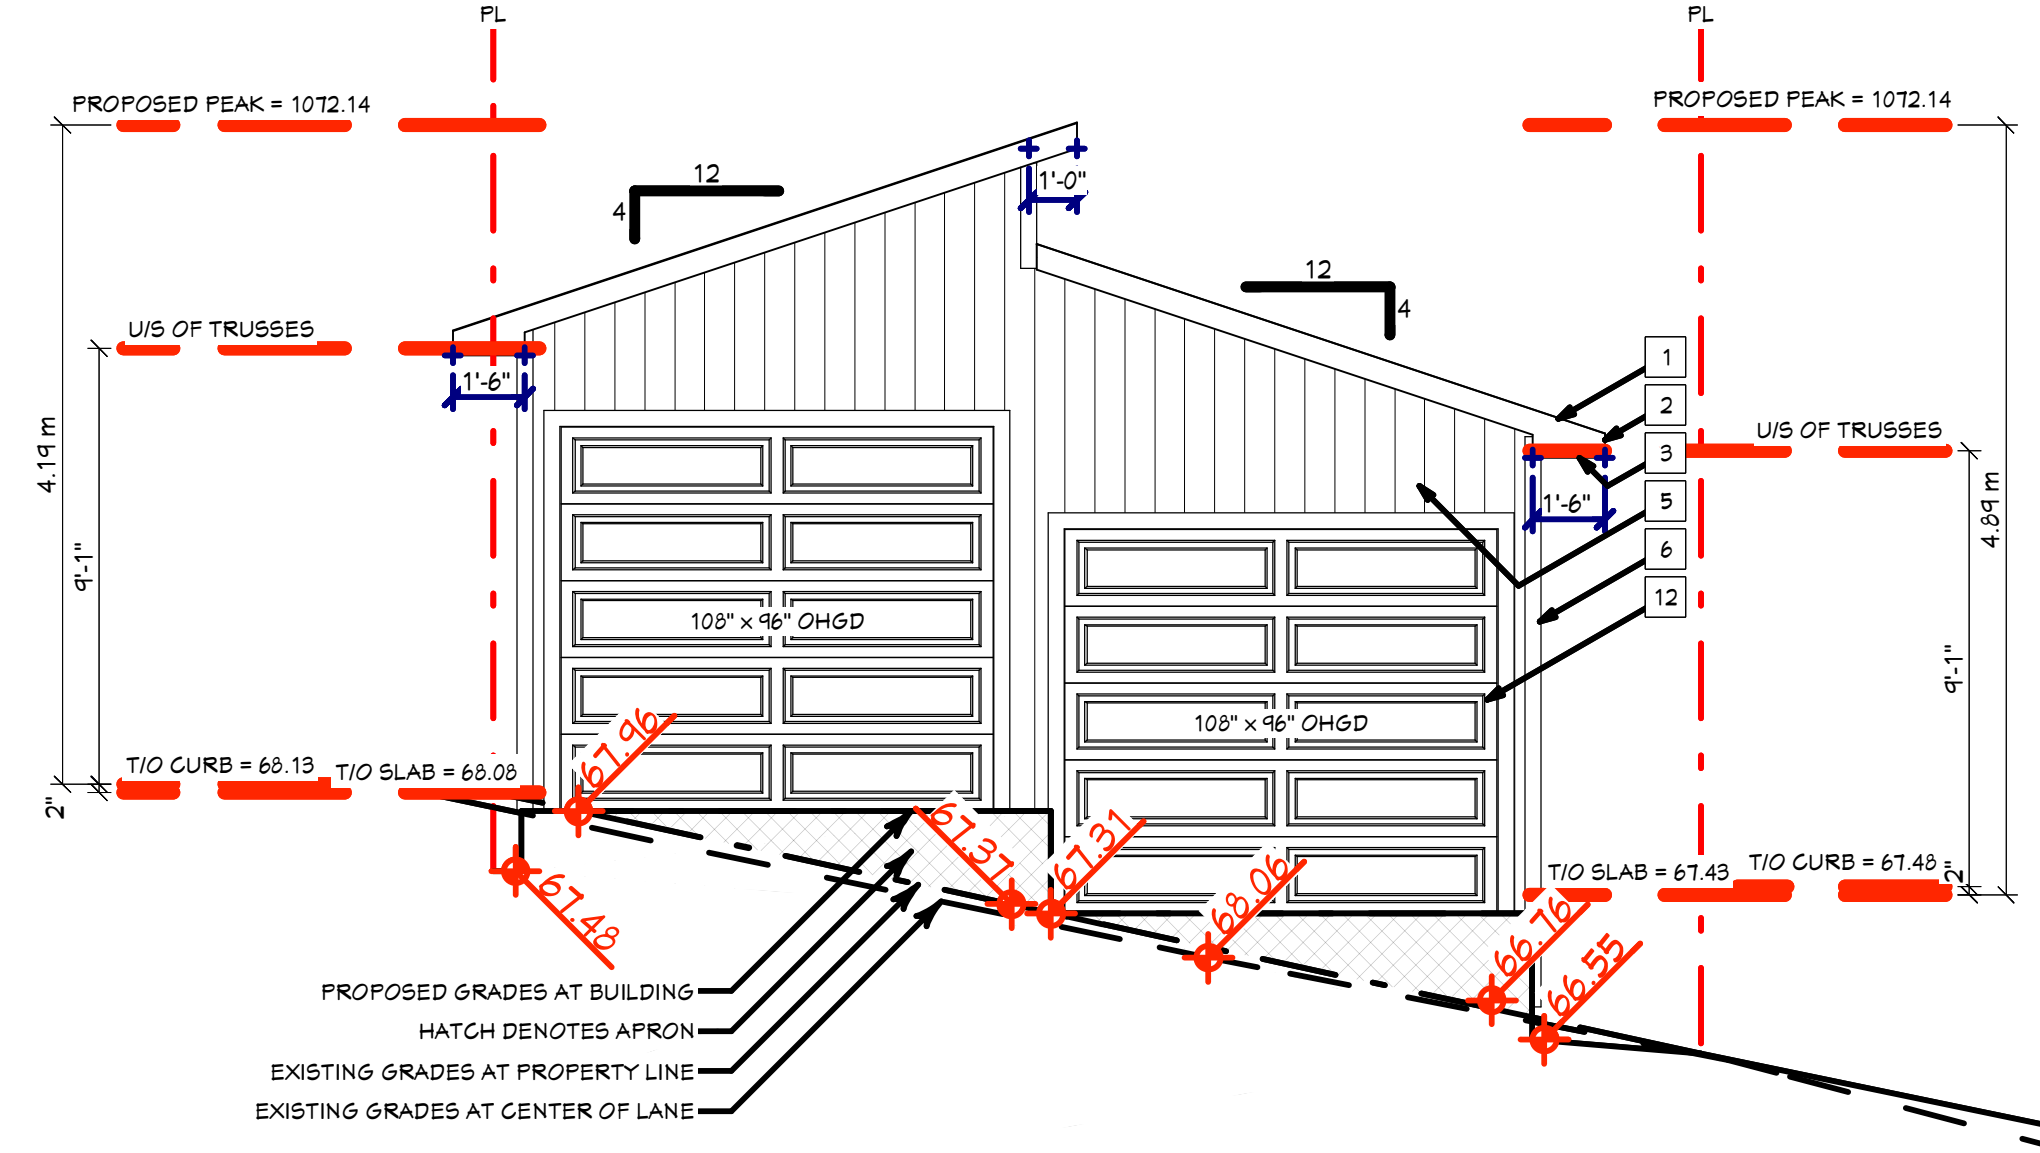 PL
PL
PROPOSED PEAK = 1072.14
PROPOSED PEAK = 1072.14
12
4
1'-0"
12
4
U/S OF TRUSSES
1'-6"
1
2
U/S OF TRUSSES
3
1'-6"
5
6
12
4.19 m
9'-1"
4.89 m
9'-1"
108" x 96" OHGD
108" x 96" OHGD
67.96
T/O CURB = 68.13
T/O SLAB = 68.08
2"
67.37
67.31
68.06
T/O SLAB = 67.43
T/O CURB = 67.48
2"
67.48
66.76
66.55
PROPOSED GRADES AT BUILDING
HATCH DENOTES APRON
EXISTING GRADES AT PROPERTY LINE
EXISTING GRADES AT CENTER OF LANE